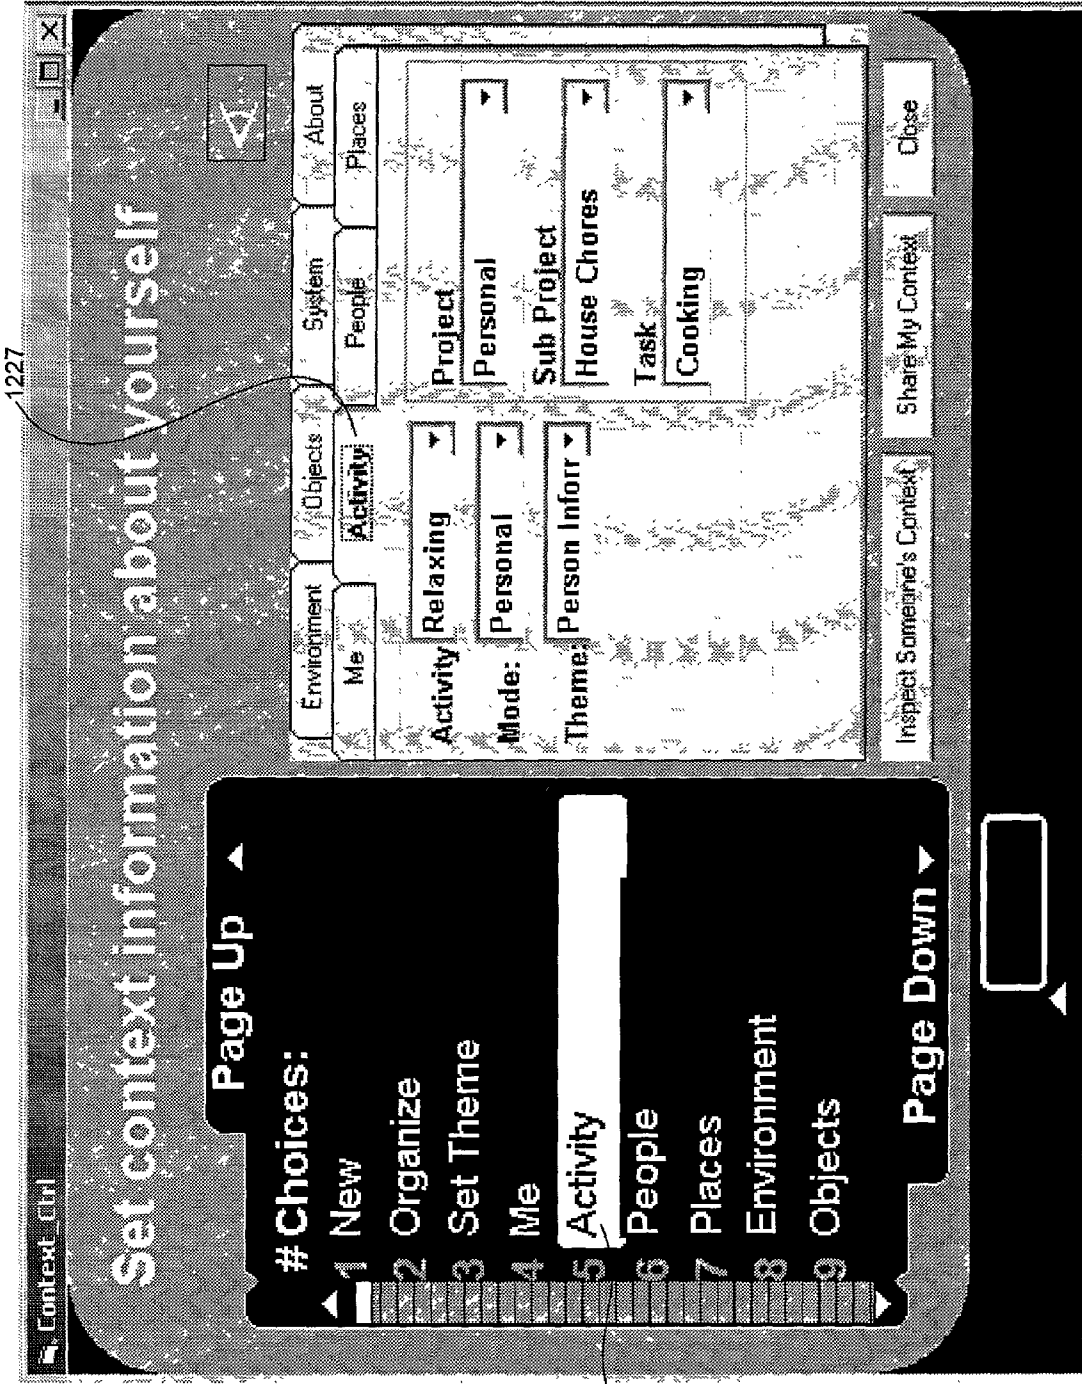 1227
Context_Ctrl
Set context information about yourself
Page Up
# Choices:
1 New
2 Organize
3 Set Theme
4 Me
5 Activity
6 People
7 Places
8 Environment
9 Objects
Page Down
Environment Objects System About
Me Activity People Places
Activity Relaxing
Mode: Personal
Theme: Person Inforr
Project
Personal
Sub Project
House Chores
Task
Cooking
Inspect Someone's Context Share My Context Close